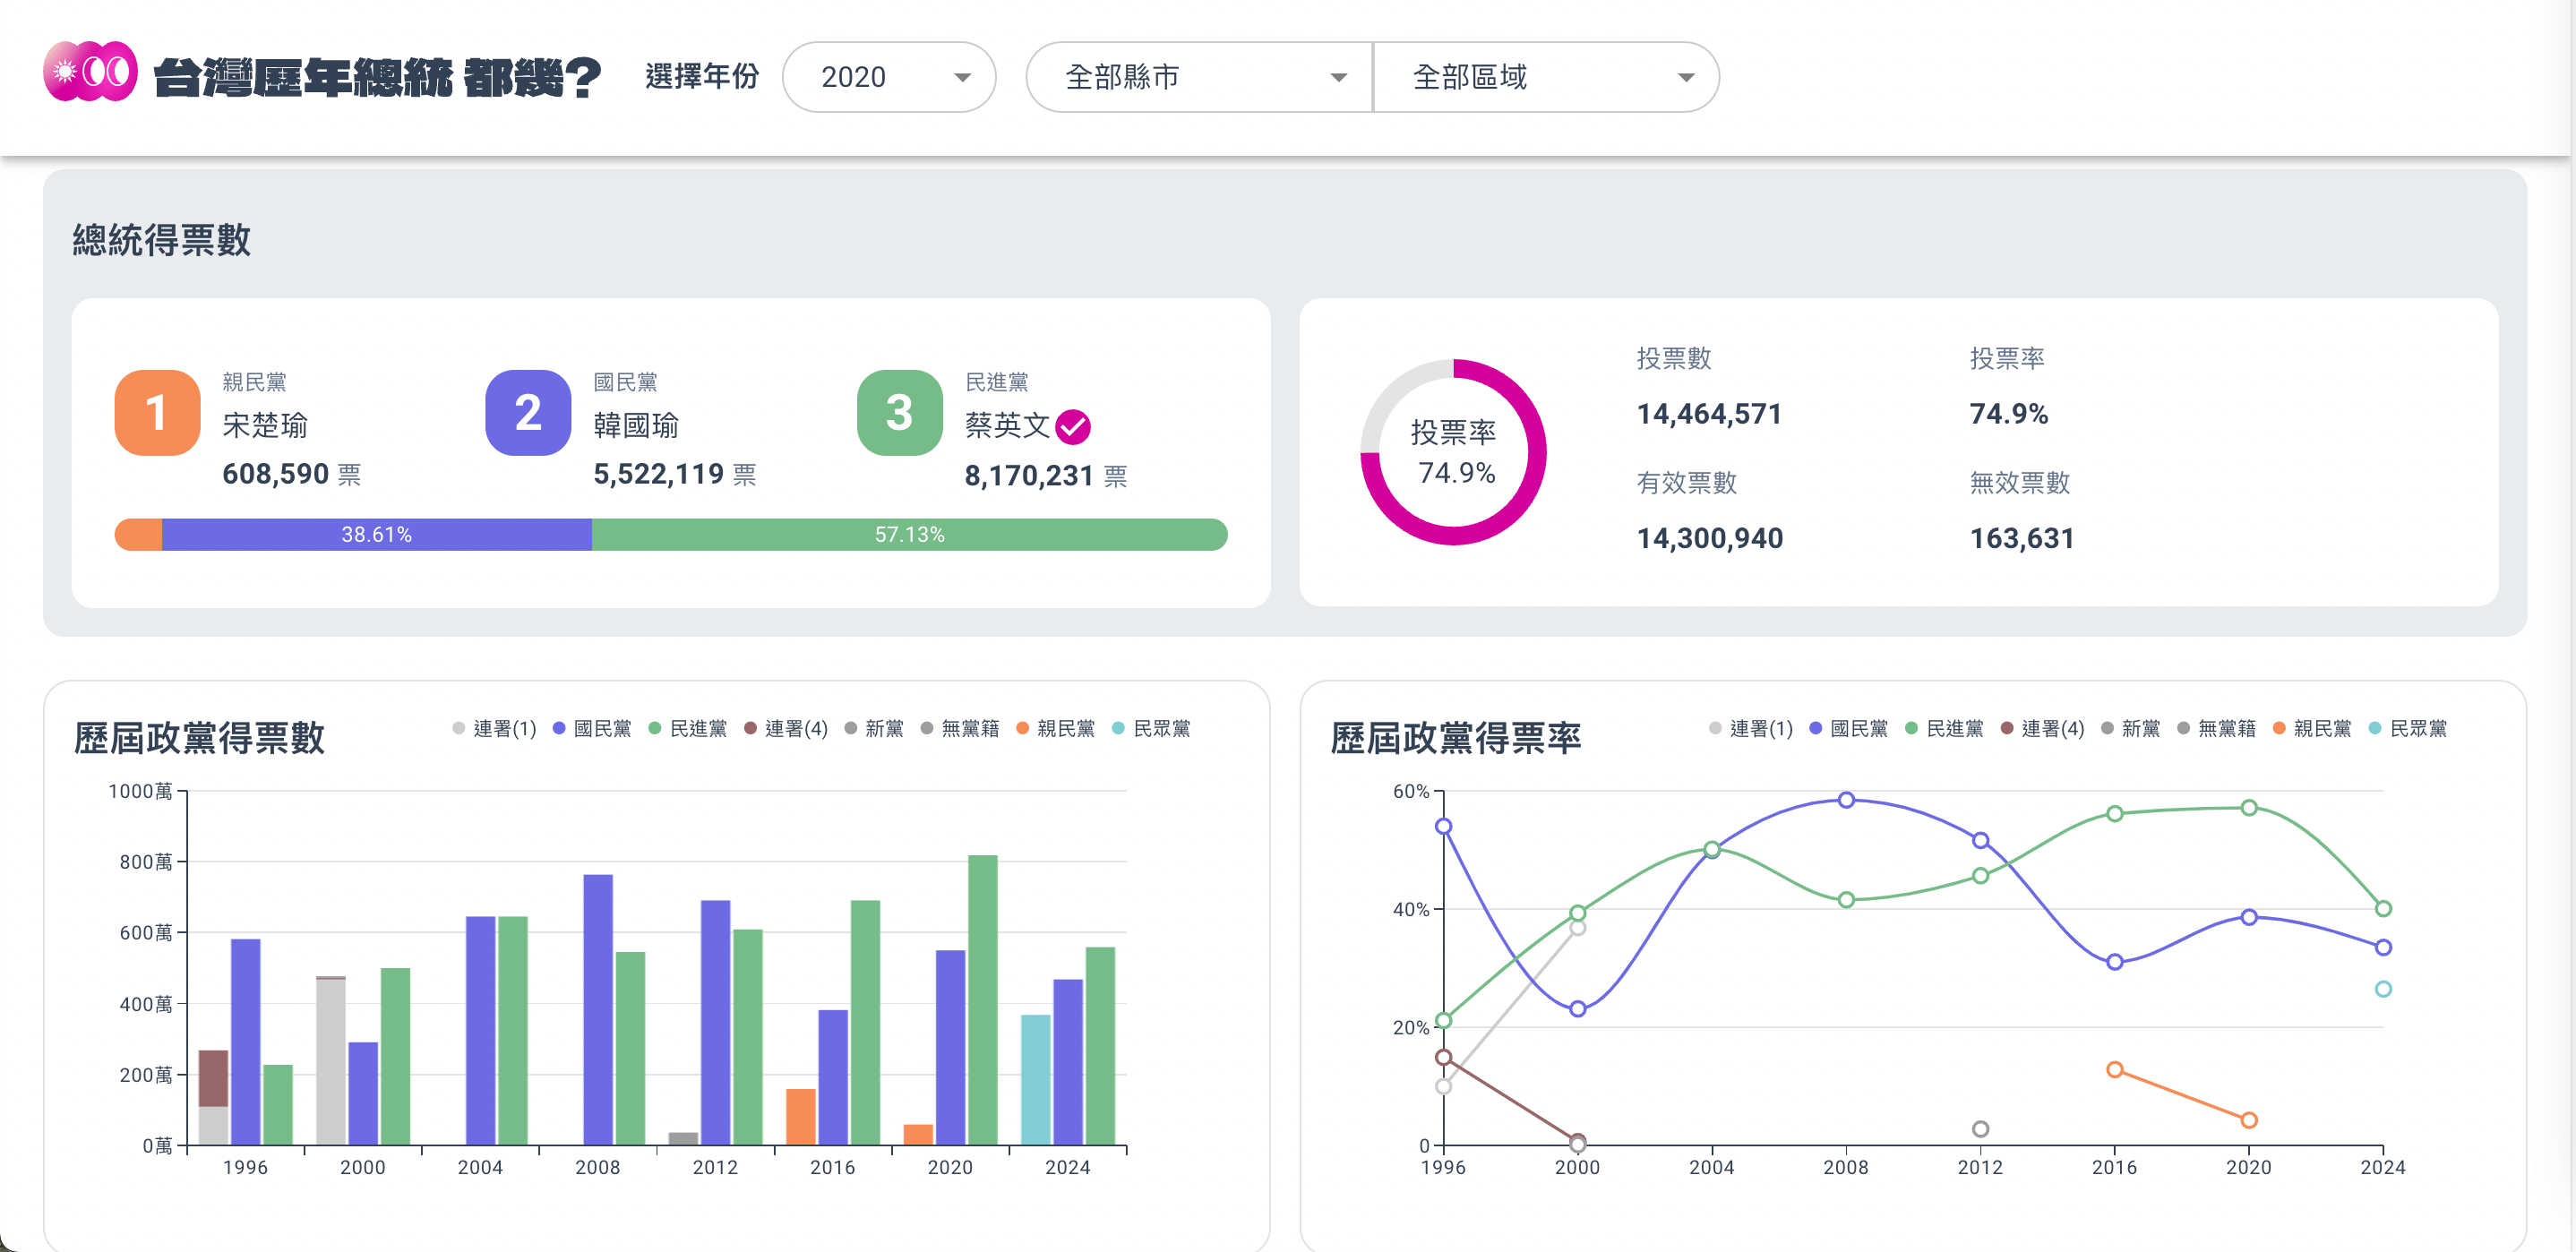 台灣歷年總統 都幾?
選擇年份
2020
全部縣市
全部區域
總統得票數
1
親民黨
宋楚瑜
608,590 票
2
國民黨
韓國瑜
5,522,119 票
3
民進黨
蔡英文
8,170,231 票
38.61%
57.13%
投票率
74.9%
投票數
14,464,571
投票率
74.9%
有效票數
14,300,940
無效票數
163,631
歷屆政黨得票數
連署(1) 國民黨 民進黨 連署(4) 新黨 無黨籍 親民黨 民眾黨
1000萬
800萬
600萬
400萬
200萬
0萬
1996 2000 2004 2008 2012 2016 2020 2024
歷屆政黨得票率
連署(1) 國民黨 民進黨 連署(4) 新黨 無黨籍 親民黨 民眾黨
60%
40%
20%
0
1996 2000 2004 2008 2012 2016 2020 2024